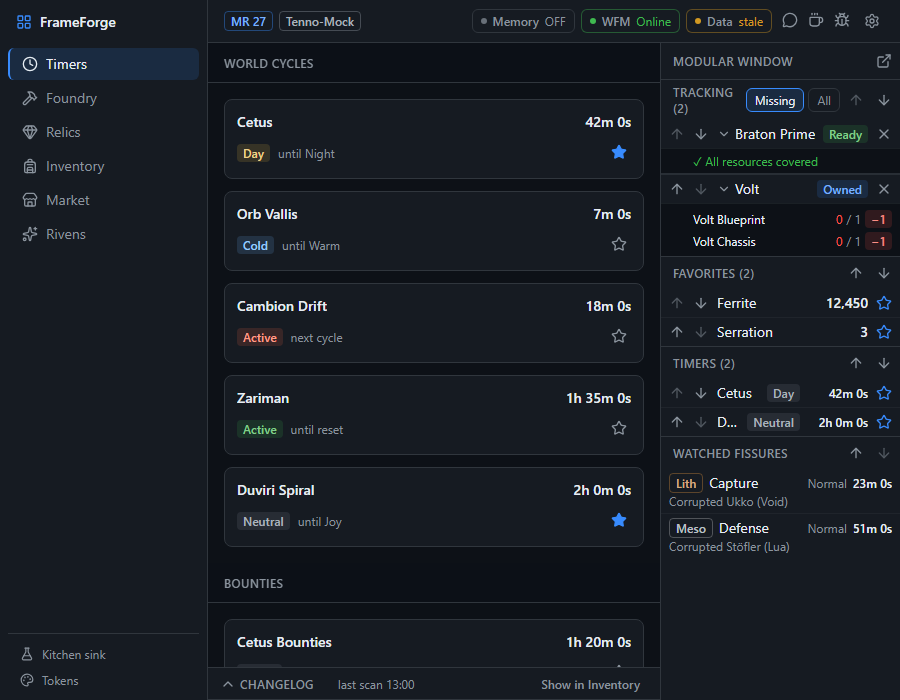 FrameForge
Timers
Foundry
Relics
Inventory
Market
Rivens
Kitchen sink
Tokens
MR 27 Tenno-Mock Memory OFF WFM Online Data stale
WORLD CYCLES
Cetus 42m 0s
Day until Night
Orb Vallis 7m 0s
Cold until Warm
Cambion Drift 18m 0s
Active next cycle
Zariman 1h 35m 0s
Active until reset
Duviri Spiral 2h 0m 0s
Neutral until Joy
BOUNTIES
Cetus Bounties 1h 20m 0s
CHANGELOG last scan 13:00 Show in Inventory
MODULAR WINDOW
TRACKING
(2)
Missing All
Braton Prime Ready
✓ All resources covered
Volt Owned
Volt Blueprint 0 / 1 −1
Volt Chassis 0 / 1 −1
FAVORITES (2)
Ferrite 12,450
Serration 3
TIMERS (2)
Cetus Day 42m 0s
D... Neutral 2h 0m 0s
WATCHED FISSURES
Lith Capture Normal 23m 0s
Corrupted Ukko (Void)
Meso Defense Normal 51m 0s
Corrupted Stöfler (Lua)